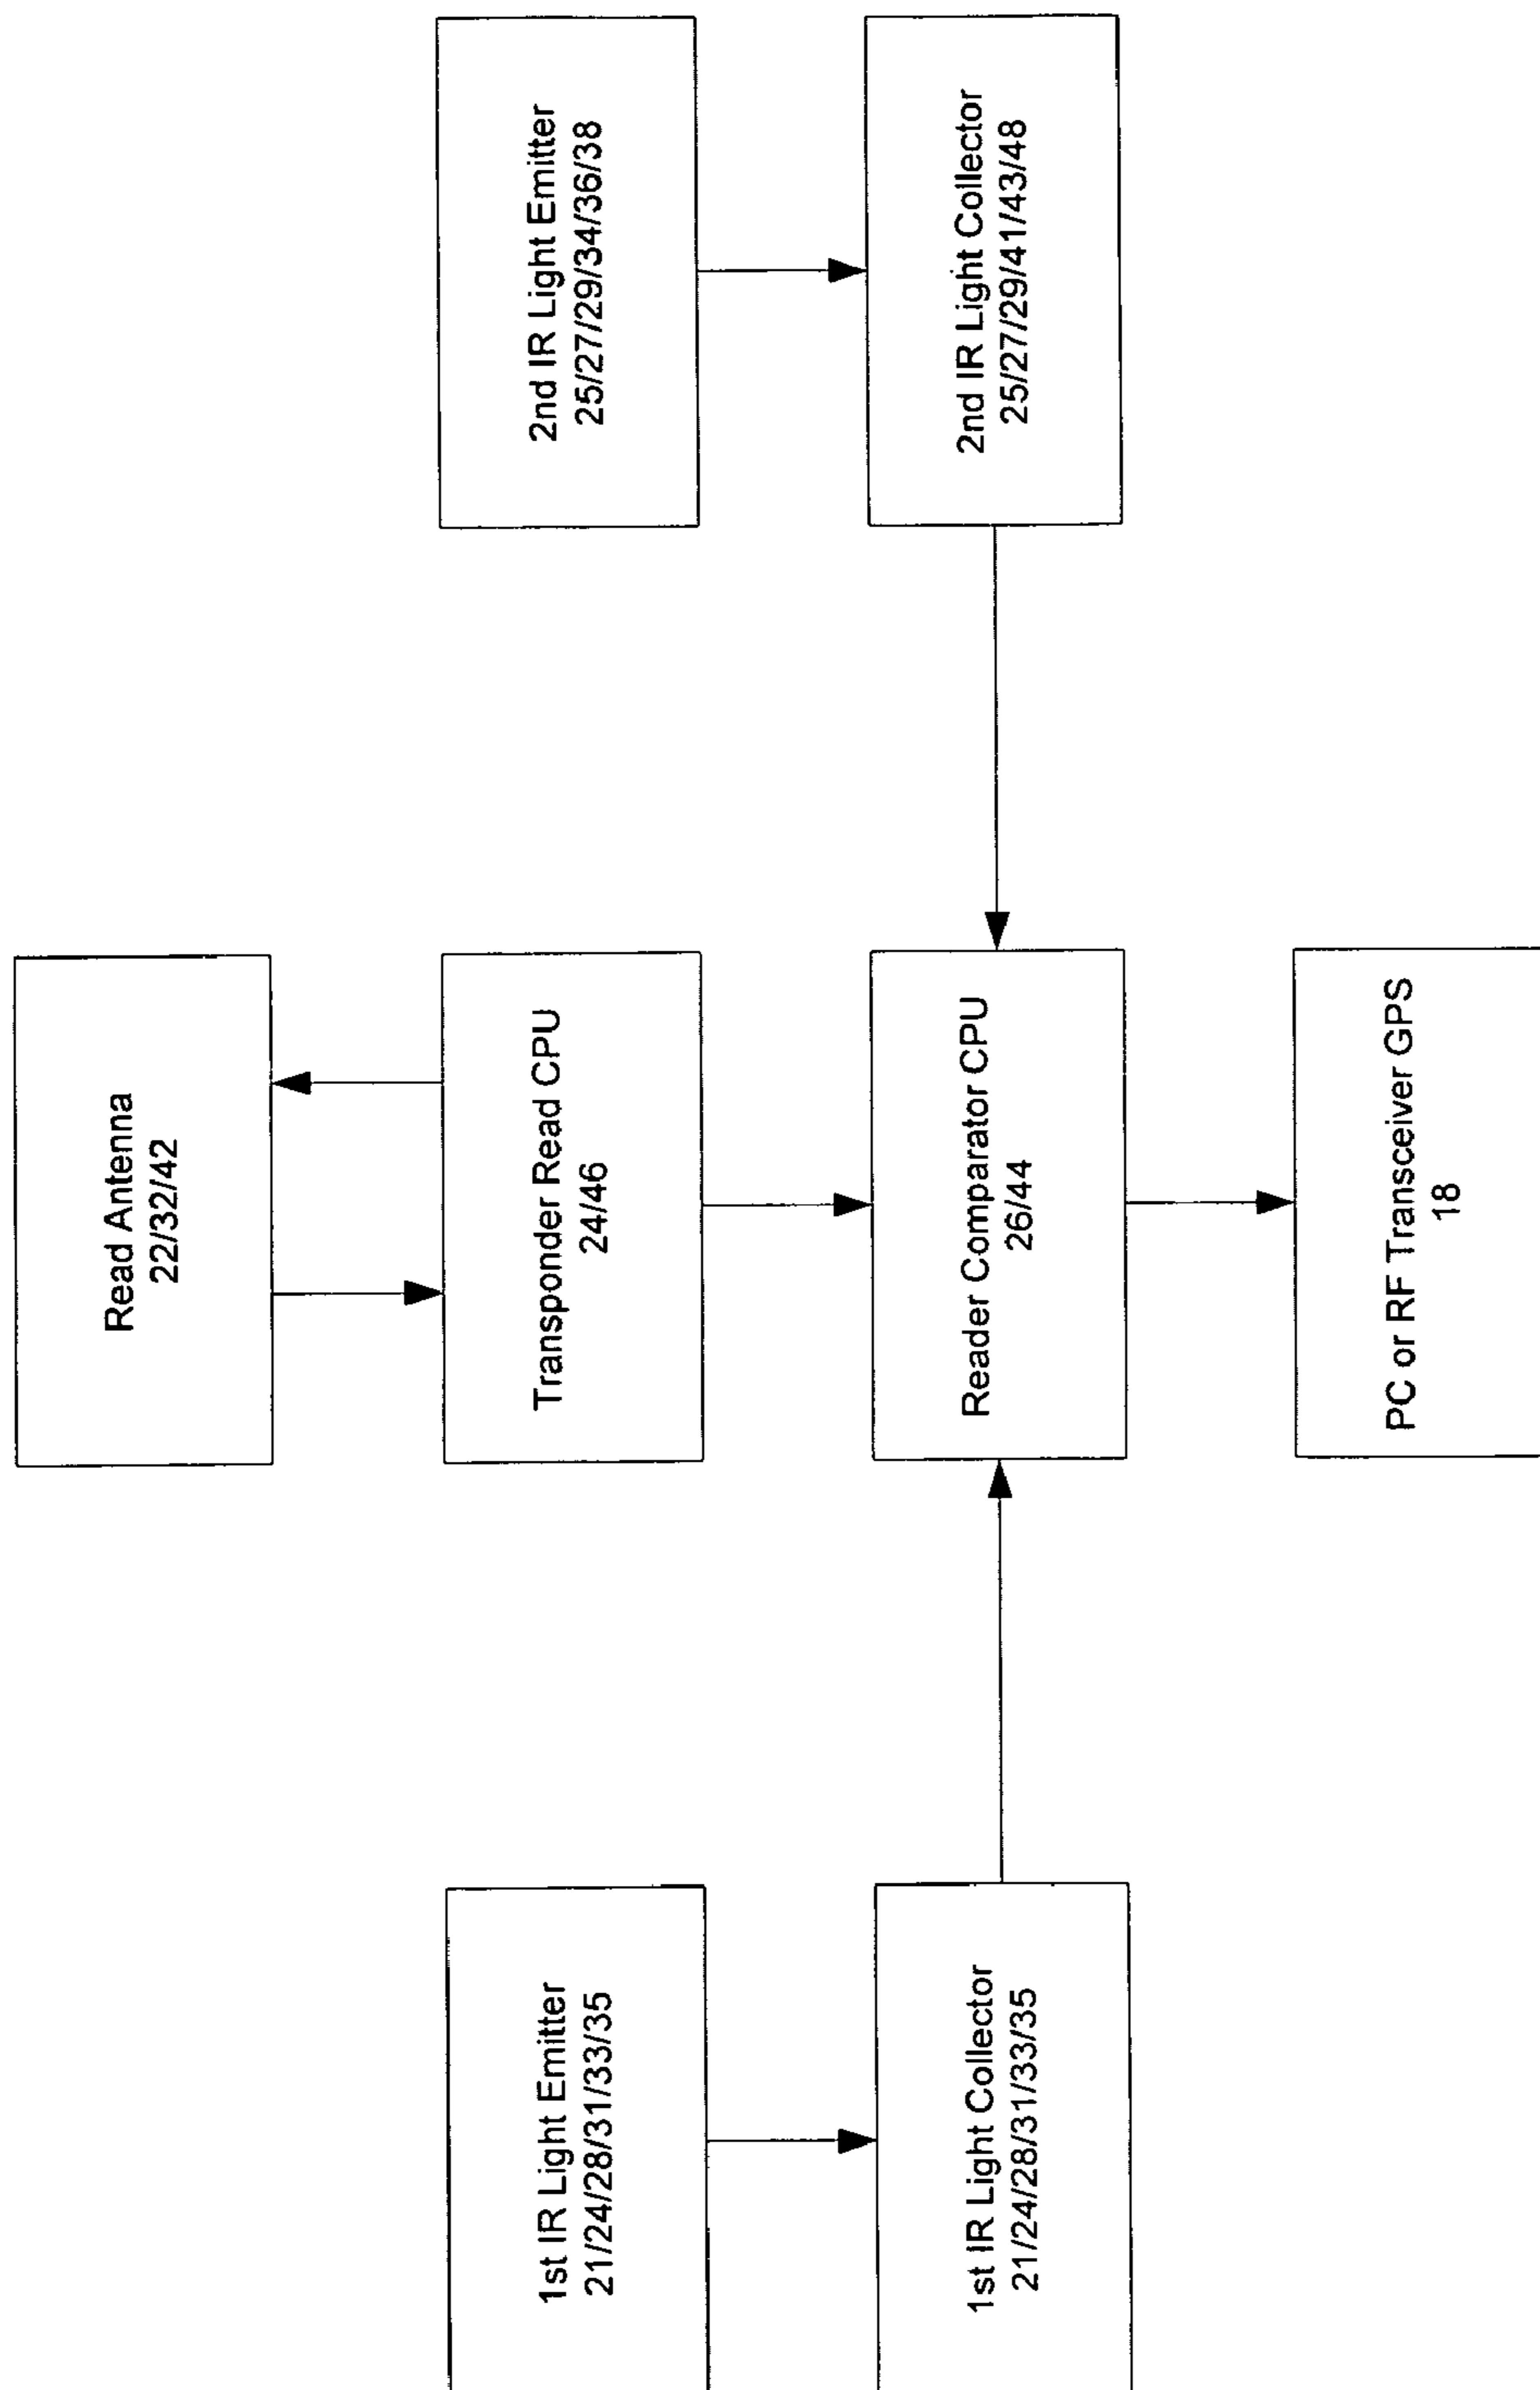 Read Antenna
22/32/42
2nd IR Light Emitter
25/27/29/34/36/38
Transponder Read CPU
24/46
1st IR Light Emitter
21/24/28/31/33/35
2nd IR Light Collector
25/27/29/41/43/48
Reader Comparator CPU
26/44
1st IR Light Collector
21/24/28/31/33/35
PC or RF Transceiver GPS
18